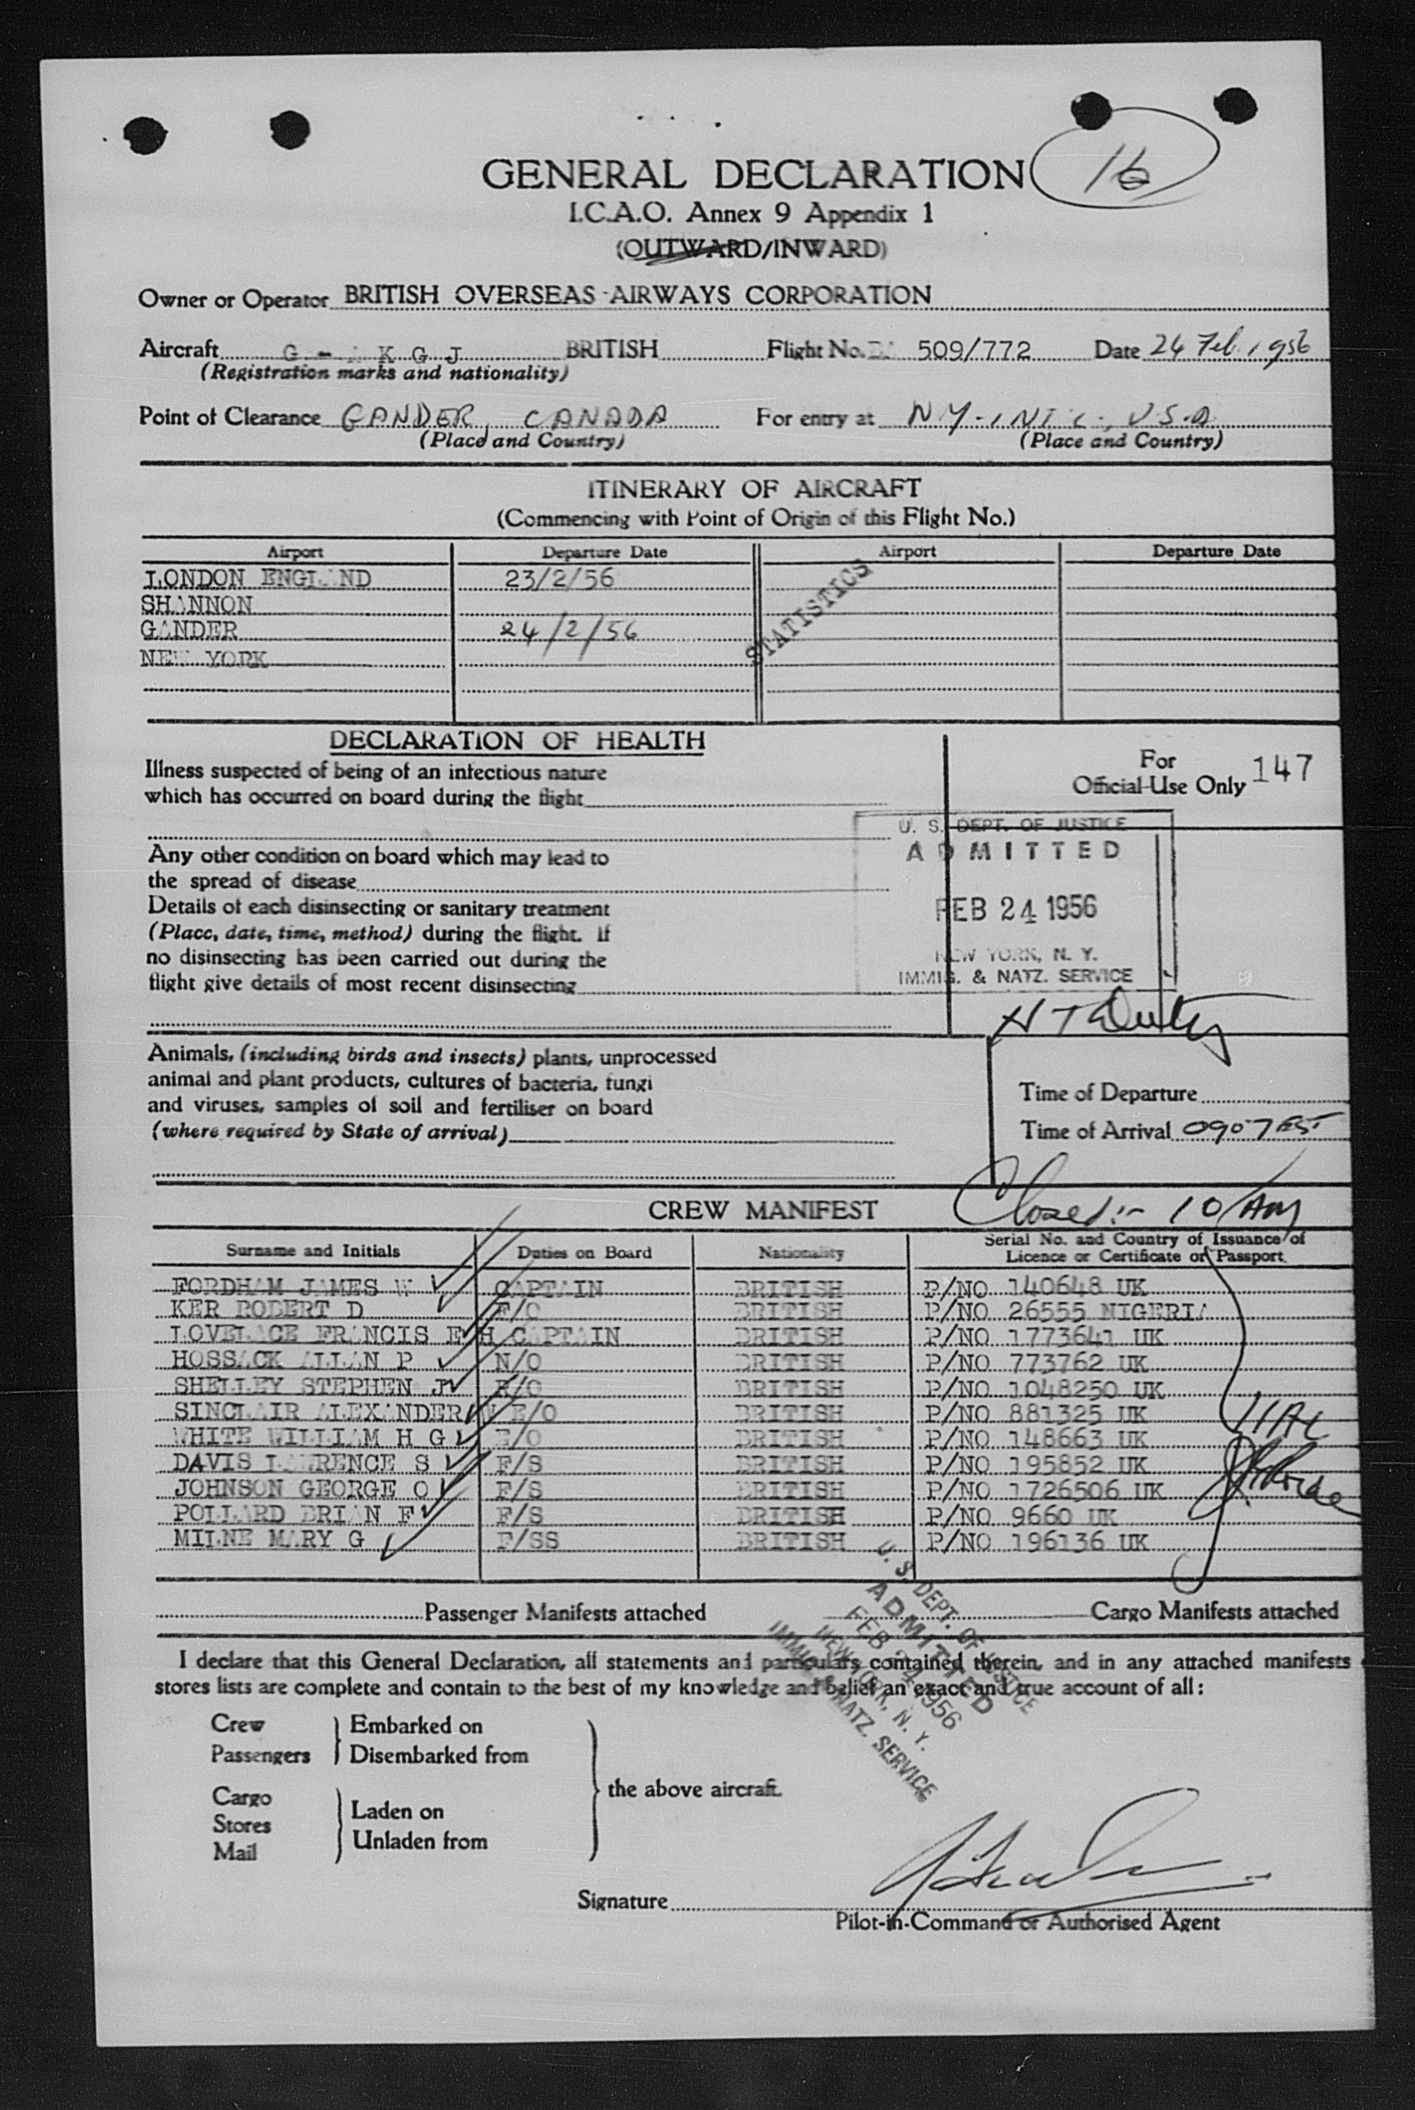 16
GENERAL DECLARATION
I.C.A.O. Annex 9 Appendix 1
(OUTWARD/INWARD)
Owner or Operator BRITISH OVERSEAS AIRWAYS CORPORATION
Aircraft G - A K G J BRITISH Flight No. BA 509/772 Date 24 Feb. 1956
(Registration marks and nationality)
Point of Clearance GANDER, CANADA For entry at N Y. INT'L., U.S.A
(Place and Country) (Place and Country)
ITINERARY OF AIRCRAFT
(Commencing with Point of Origin of this Flight No.)
Airport Departure Date Airport Departure Date
LONDON ENGLAND 23/2/56
SHANNON
GANDER 24/2/56
NEW YORK
STATISTICS
DECLARATION OF HEALTH
For
Official Use Only 147
Illness suspected of being of an infectious nature
which has occurred on board during the flight
U. S. DEPT. OF JUSTICE
ADMITTED
FEB 24 1956
NEW YORK, N. Y.
IMMIG. & NATZ. SERVICE
Any other condition on board which may lead to
the spread of disease
Details of each disinsecting or sanitary treatment
(Place, date, time, method) during the flight. If
no disinsecting has been carried out during the
flight give details of most recent disinsecting
Animals, (including birds and insects) plants, unprocessed
animal and plant products, cultures of bacteria, fungi
and viruses, samples of soil and fertiliser on board
(where required by State of arrival)
Time of Departure
Time of Arrival 0907 EST
CREW MANIFEST Closed :- 10 Am
Surname and Initials Duties on Board Nationality Serial No. and Country of Issuance of Licence or Certificate or Passport
FORDHAM JAMES W CAPTAIN BRITISH P/NO 140648 UK
KER ROBERT D F/O BRITISH P/NO 26555 NIGERIA
LOVELACE FRANCIS E H CAPTAIN BRITISH P/NO 1773641 UK
HOSSACK ALLAN P N/O BRITISH P/NO 773762 UK
SHELLEY STEPHEN J R/O BRITISH P/NO 1048250 UK
SINCLAIR ALEXANDER W E/O BRITISH P/NO 881325 UK
WHITE WILLIAM H G E/O BRITISH P/NO 148663 UK
DAVIS LAWRENCE S F/S BRITISH P/NO 195852 UK
JOHNSON GEORGE O F/S BRITISH P/NO 1726506 UK
POLLARD BRIAN F F/S BRITISH P/NO 9660 UK
MILNE MARY G F/SS BRITISH P/NO 196136 UK
U. S. DEPT. OF JUSTICE
ADMITTED
FEB 24 1956
NEW YORK, N. Y.
IMMIG. & NATZ. SERVICE
Passenger Manifests attached Cargo Manifests attached
I declare that this General Declaration, all statements and particulars contained therein, and in any attached manifests
stores lists are complete and contain to the best of my knowledge and belief an exact and true account of all:
Crew Embarked on
Passengers Disembarked from
the above aircraft.
Cargo
Stores Laden on
Mail Unladen from
Signature
Pilot-in-Command or Authorised Agent